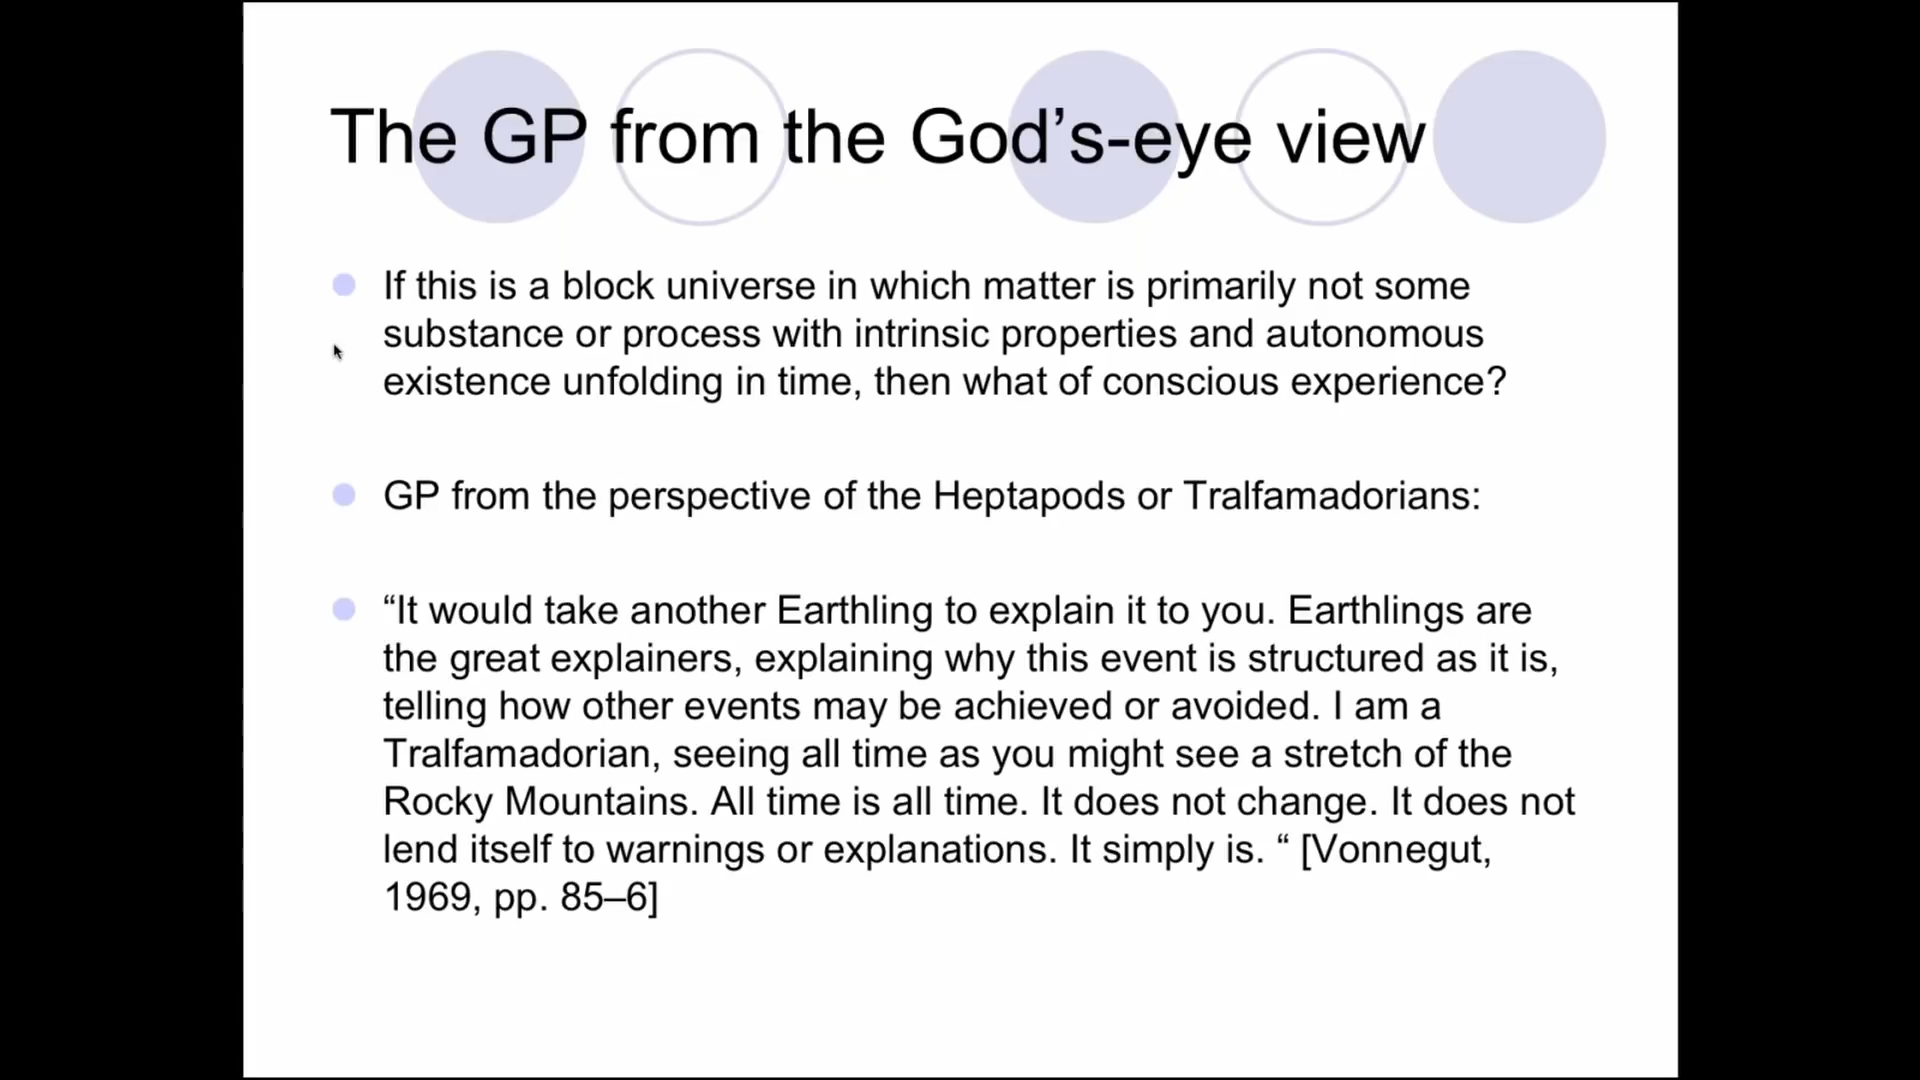 The GP from the God’s-eye view
If this is a block universe in which matter is primarily not some
substance or process with intrinsic properties and autonomous
existence unfolding in time, then what of conscious experience?
GP from the perspective of the Heptapods or Tralfamadorians:
“It would take another Earthling to explain it to you. Earthlings are
the great explainers, explaining why this event is structured as it is,
telling how other events may be achieved or avoided. I am a
Tralfamadorian, seeing all time as you might see a stretch of the
Rocky Mountains. All time is all time. It does not change. It does not
lend itself to warnings or explanations. It simply is. “ [Vonnegut,
1969, pp. 85–6]